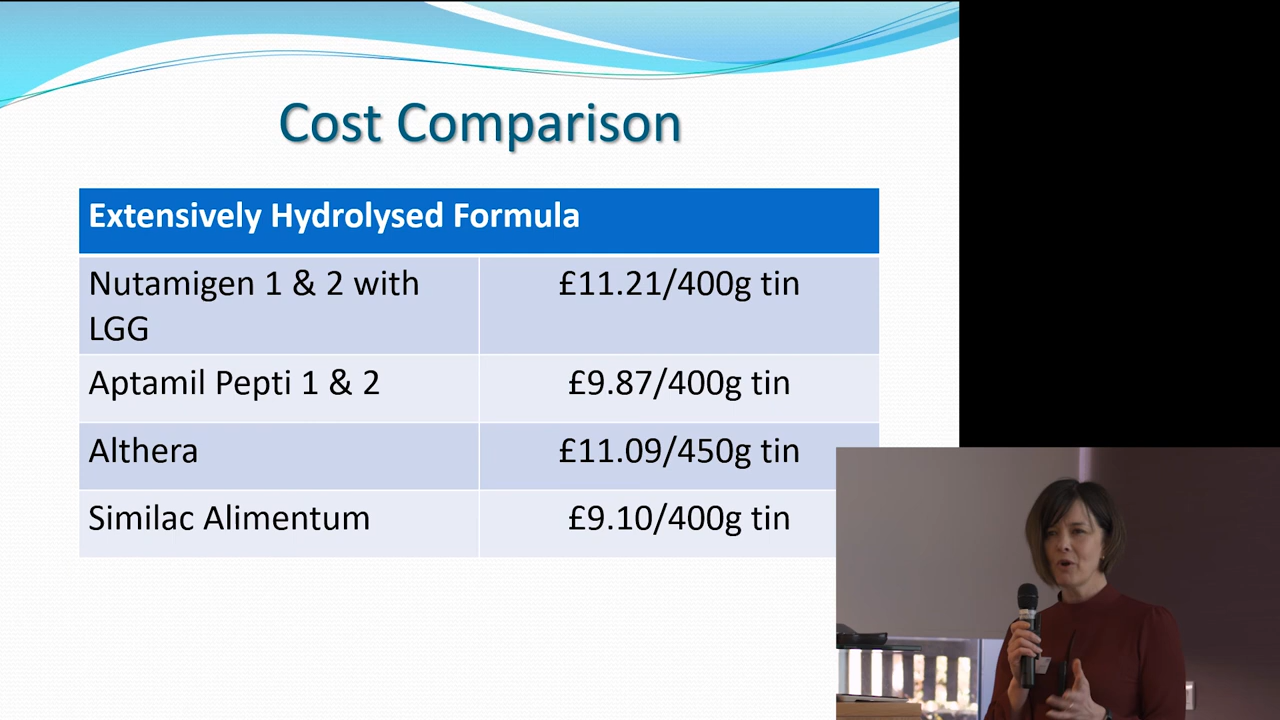 Cost Comparison
Extensively Hydrolysed Formula
Nutamigen 1 & 2 with
LGG
£11.21/400g tin
Aptamil Pepti 1 & 2
£9.87/400g tin
Althera
£11.09/450g tin
Similac Alimentum
£9.10/400g tin